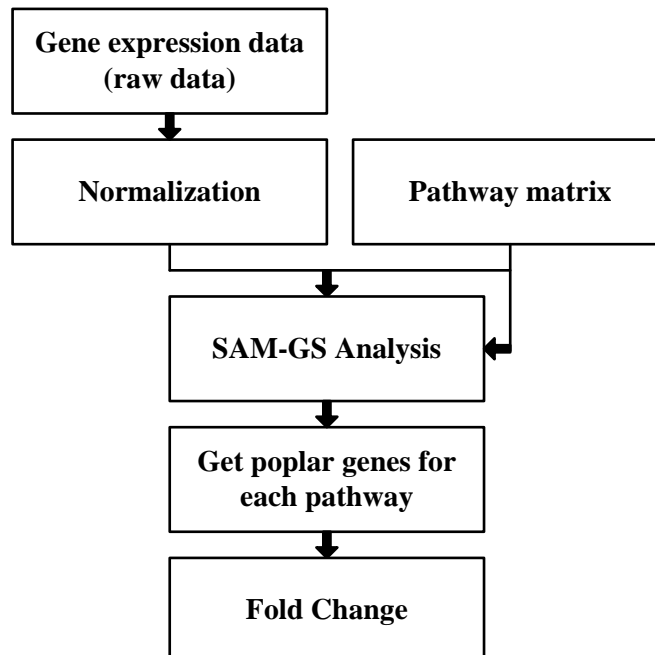 Gene expression data
(raw data)
Normalization
Pathway matrix
SAM-GS Analysis
Get poplar genes for
each pathway
Fold Change